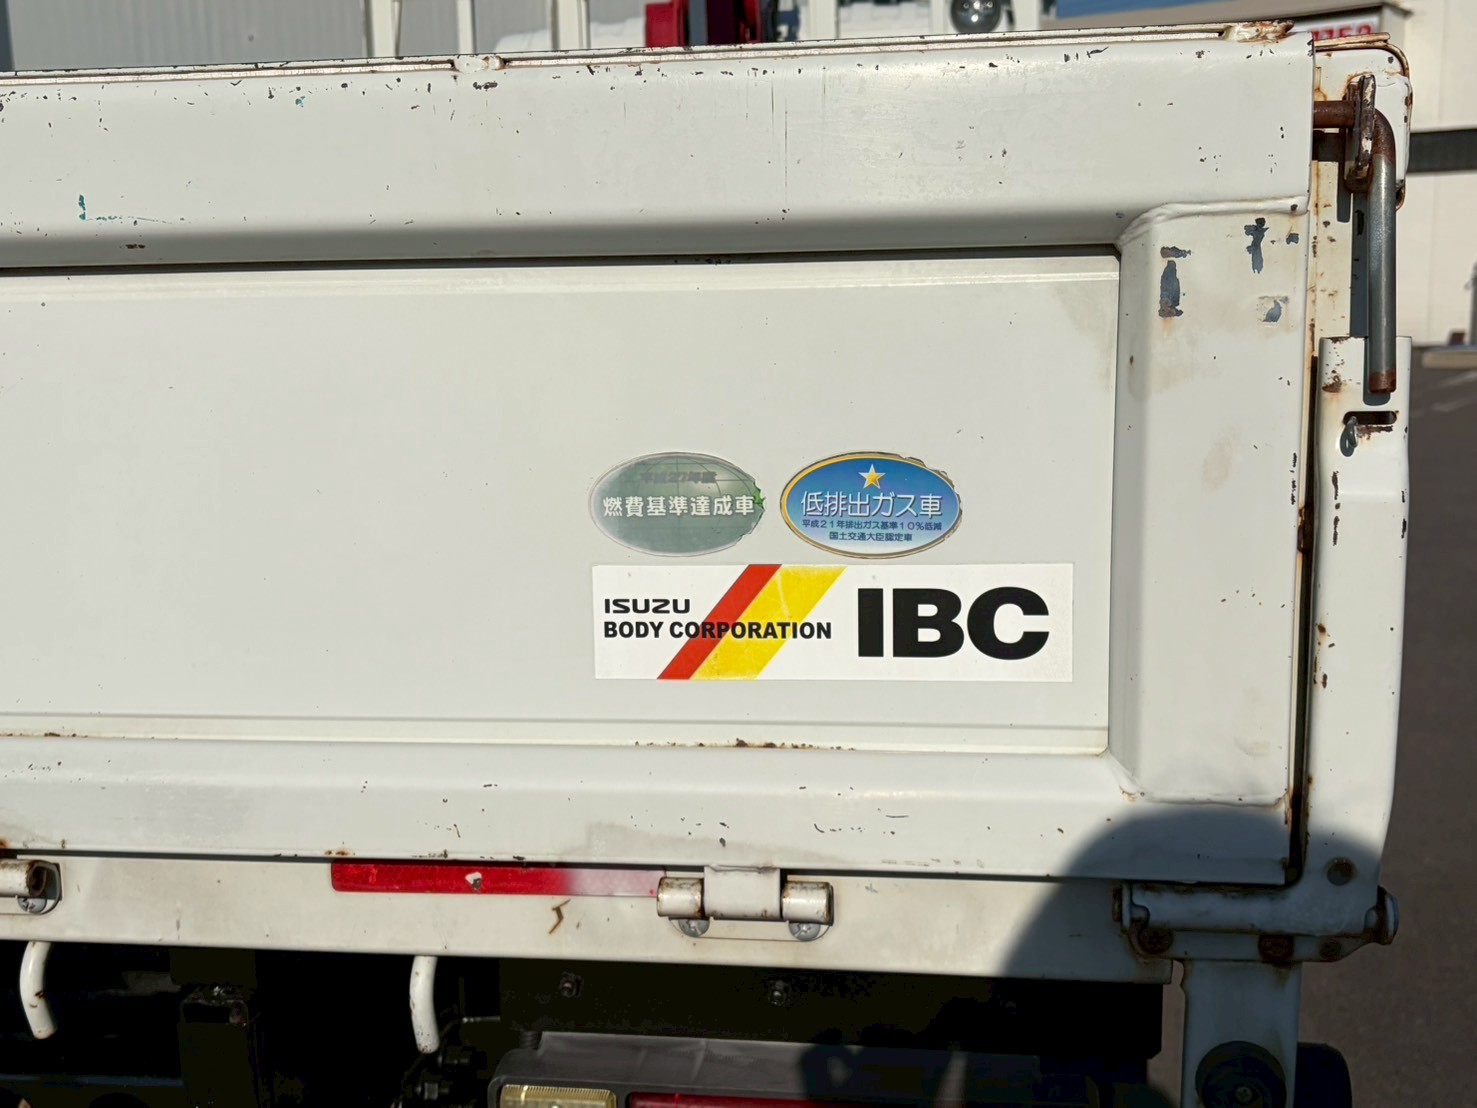 平成27年度
燃費基準達成車
低排出ガス車
平成21年排出ガス基準10%低減
国土交通大臣認定車
ISUZU
BODY CORPORATION
IBC